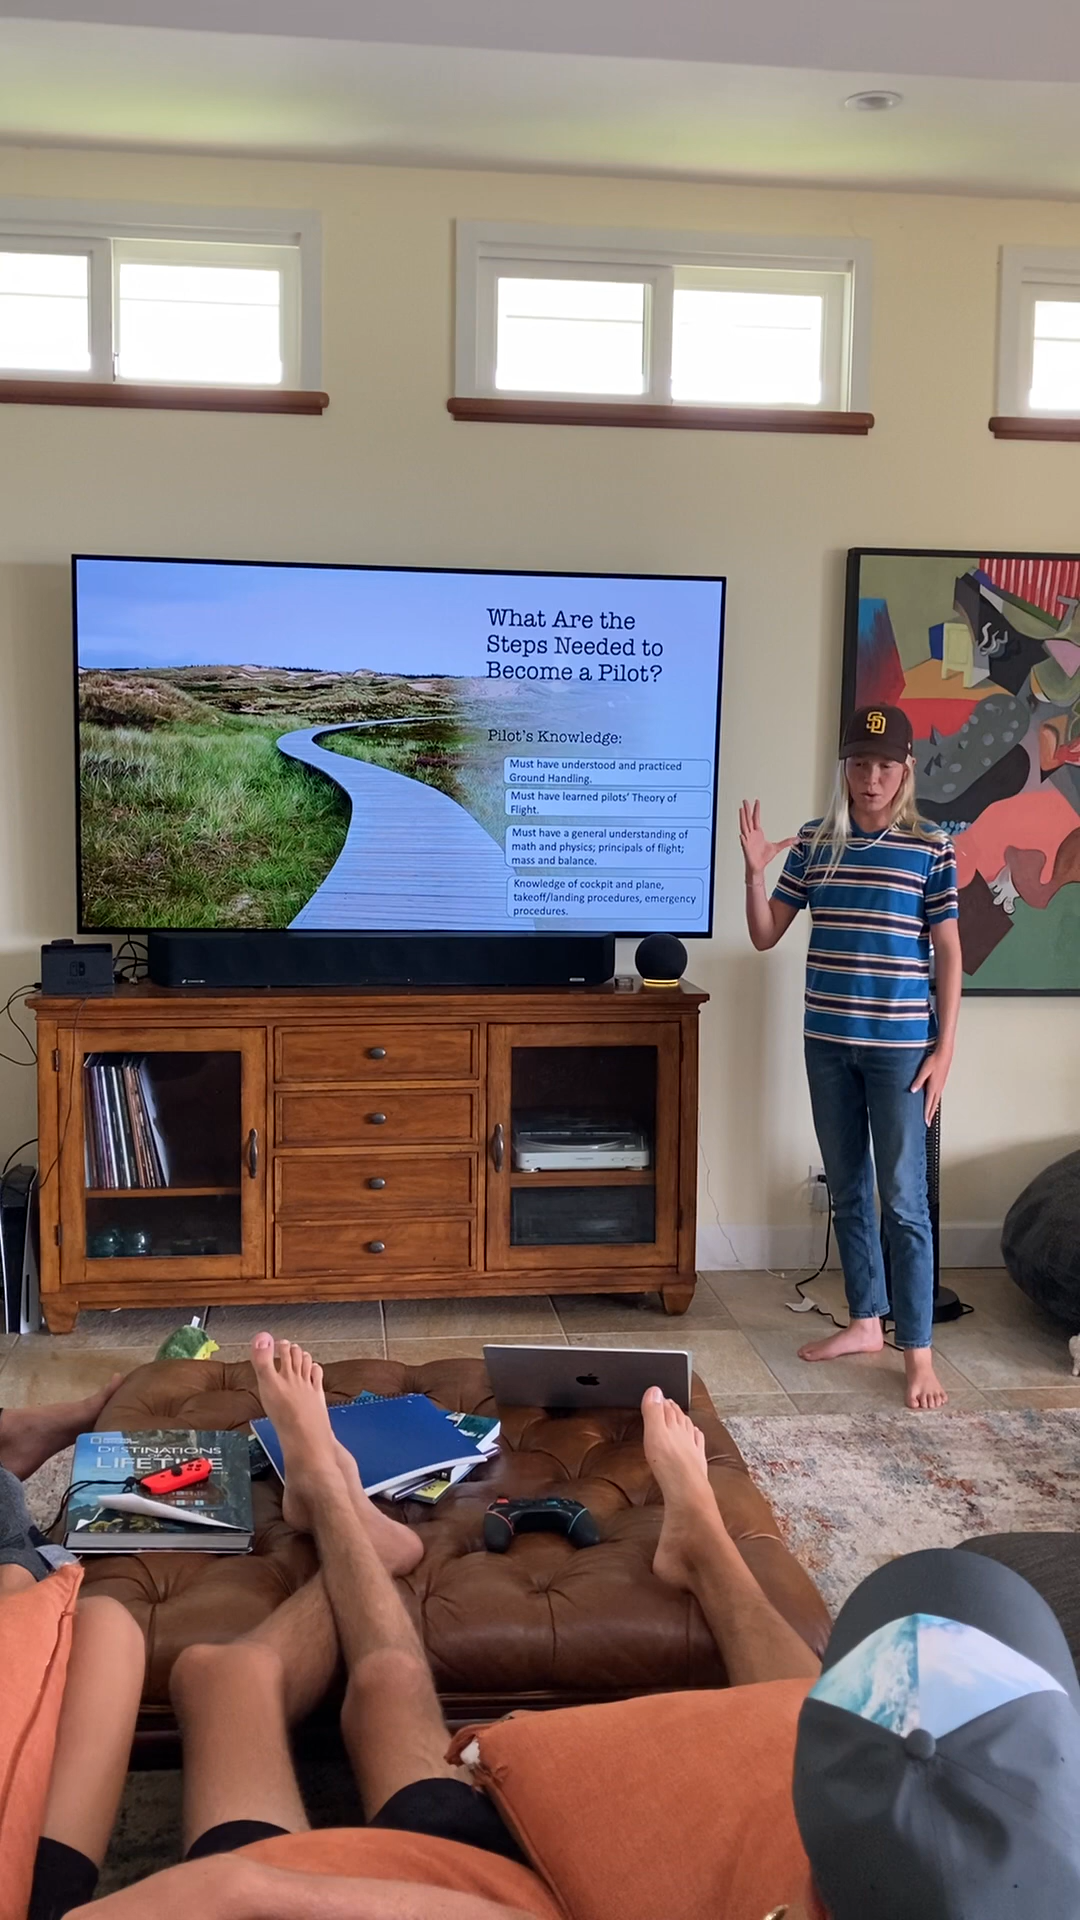 What Are the
Steps Needed to
Become a Pilot?
Pilot's Knowledge:
Must have understood and practiced
Ground Handling.
Must have learned pilots' Theory of
Flight.
Must have a general understanding of
math and physics; principals of flight;
mass and balance.
Knowledge of cockpit and plane,
takeoff/landing procedures, emergency
procedures.
SD
DESTINATIONS
OF A
LIFETIME